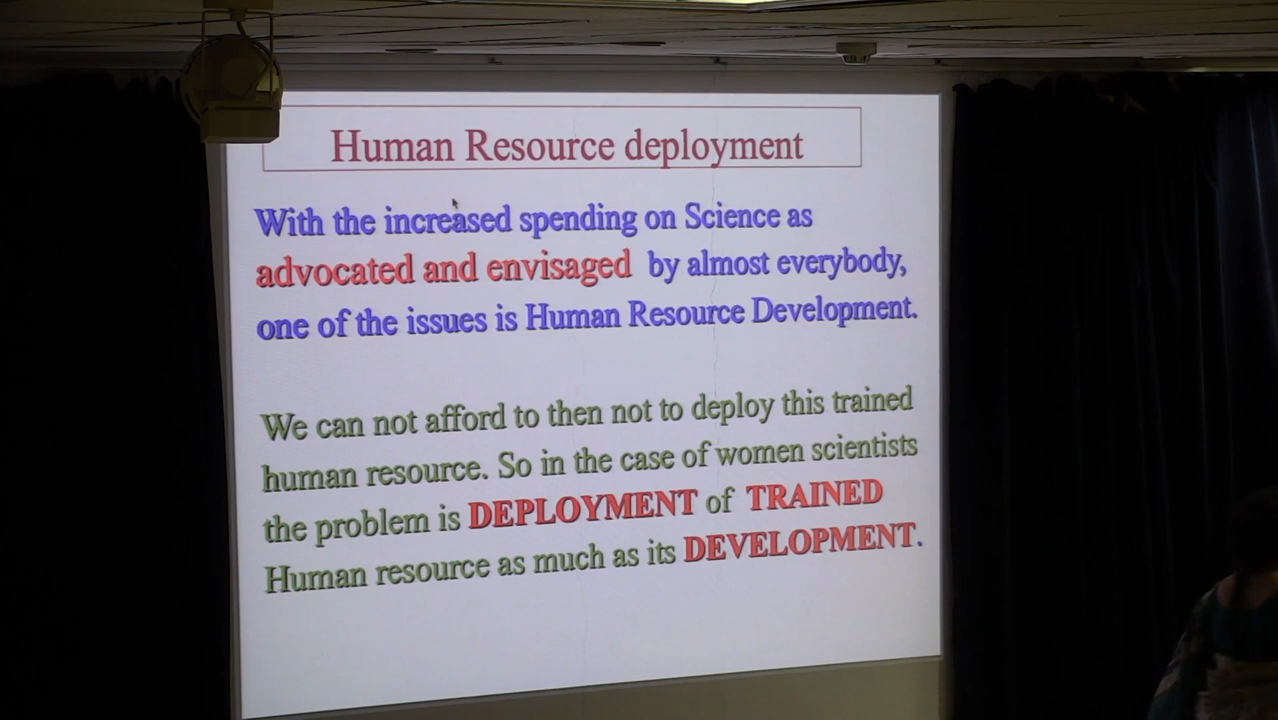 Human Resource deployment
With the increased spending on Science as
advocated and envisaged by almost everybody,
one of the issues is Human Resource Development.
We can not afford to then not to deploy this trained
human resource. So in the case of women scientists
the problem is DEPLOYMENT of TRAINED
Human resource as much as its DEVELOPMENT.